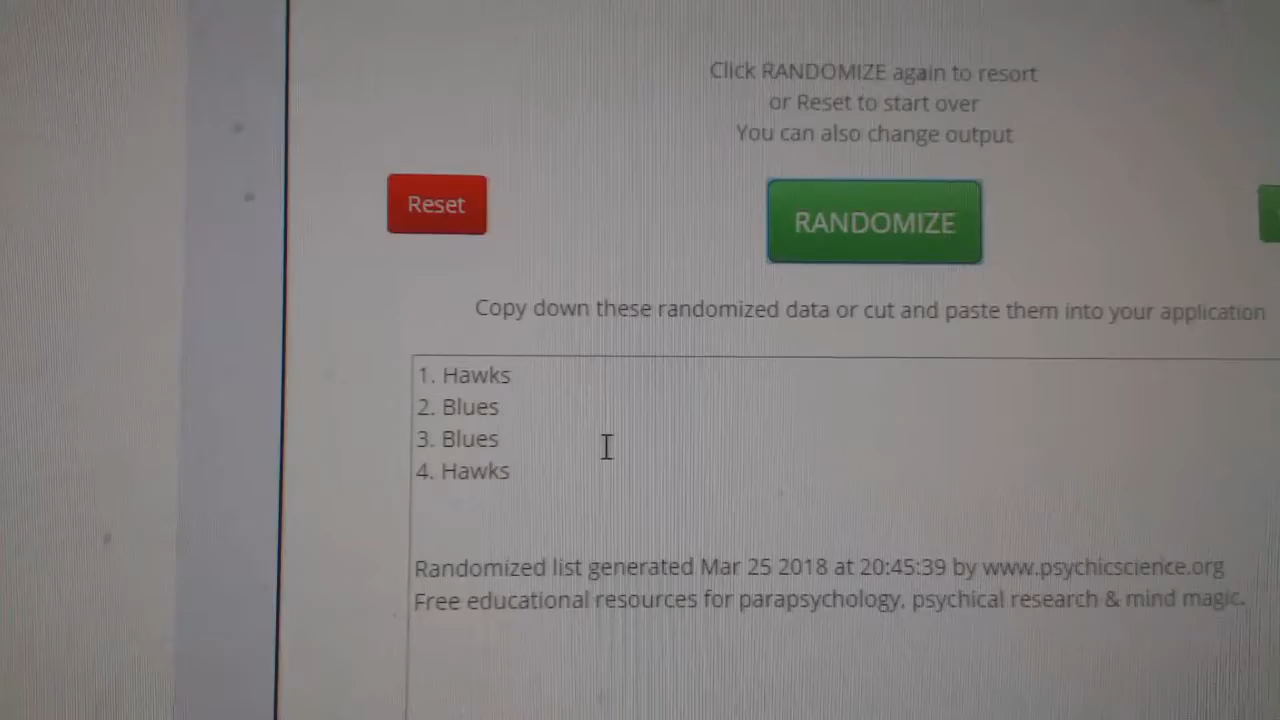 Click RANDOMIZE again to resort
or Reset to start over
You can also change output
Reset
RANDOMIZE
Copy down these randomized data or cut and paste them into your application
1. Hawks
2. Blues
3. Blues
4. Hawks
Randomized list generated Mar 25 2018 at 20:45:39 by www.psychicscience.org
Free educational resources for parapsychology, psychical research & mind magic.